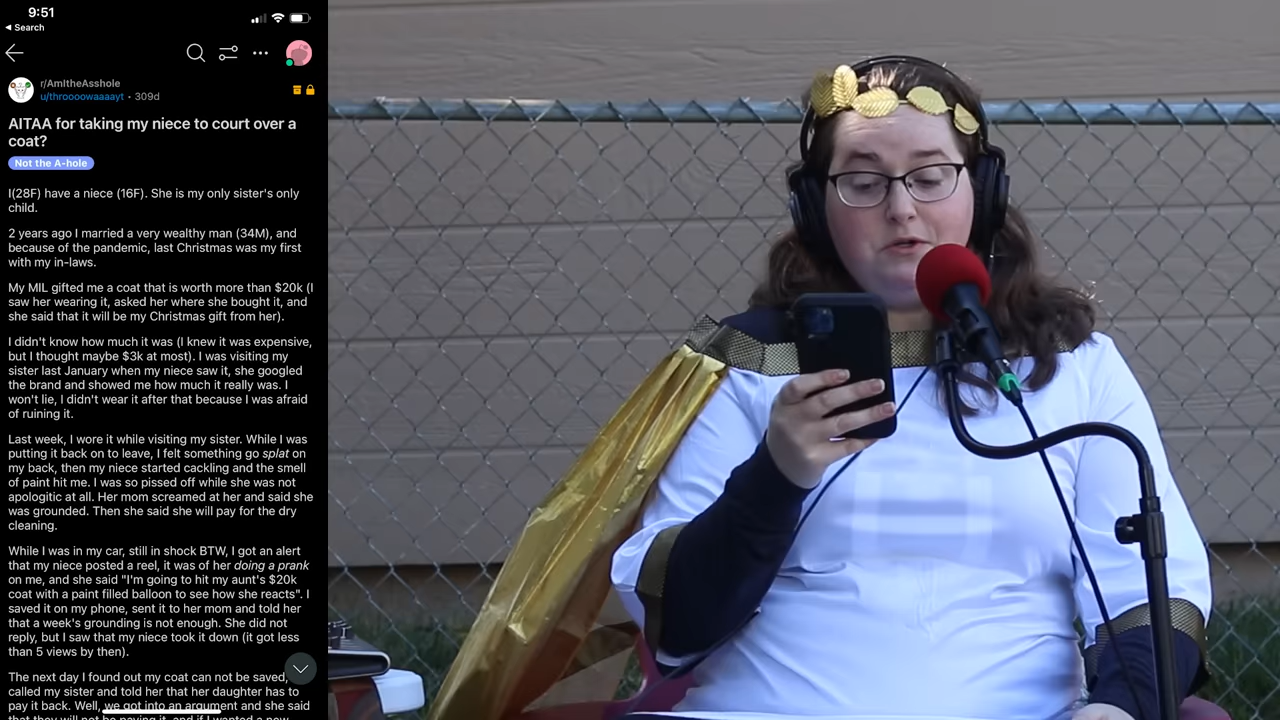 9:51
Search
r/AmItheAsshole
u/throoooowaaaayt • 309d
AITAA for taking my niece to court over a
coat?
Not the A-hole
I(28F) have a niece (16F). She is my only sister's only
child.
2 years ago I married a very wealthy man (34M), and
because of the pandemic, last Christmas was my first
with my in-laws.
My MIL gifted me a coat that is worth more than $20k (I
saw her wearing it, asked her where she bought it, and
she said that it will be my Christmas gift from her).
I didn't know how much it was (I knew it was expensive,
but I thought maybe $3k at most). I was visiting my
sister last January when my niece saw it, she googled
the brand and showed me how much it really was. I
won't lie, I didn't wear it after that because I was afraid
of ruining it.
Last week, I wore it while visiting my sister. While I was
putting it back on to leave, I felt something go splat on
my back, then my niece started cackling and the smell
of paint hit me. I was so pissed off while she was not
apologitic at all. Her mom screamed at her and said she
was grounded. Then she said she will pay for the dry
cleaning.
While I was in my car, still in shock BTW, I got an alert
that my niece posted a reel, it was of her doing a prank
on me, and she said "I'm going to hit my aunt's $20k
coat with a paint filled balloon to see how she reacts". I
saved it on my phone, sent it to her mom and told her
that a week's grounding is not enough. She did not
reply, but I saw that my niece took it down (it got less
than 5 views by then).
The next day I found out my coat can not be saved,
called my sister and told her that her daughter has to
pay it back. Well, we got into an argument and she said
that they will not be paying it, and if I wanted a new